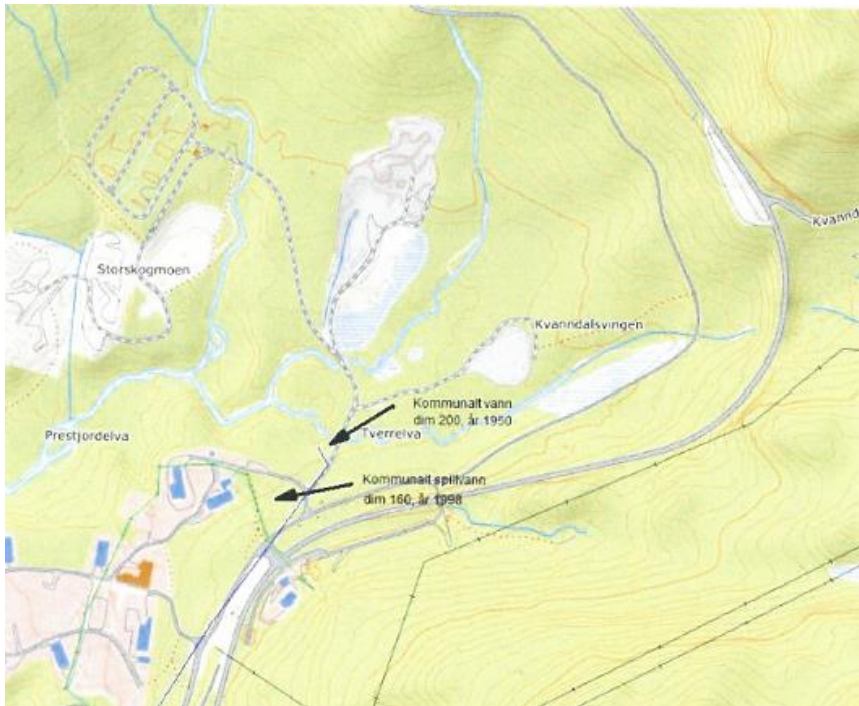 Kvannd
Storskogmoen
Kvanndalsvingen
Kommunalt vann
dim 200, år 1950
Tverrelva
Prestjordelva
Kommunalt spillvann
dim 160, år 1998